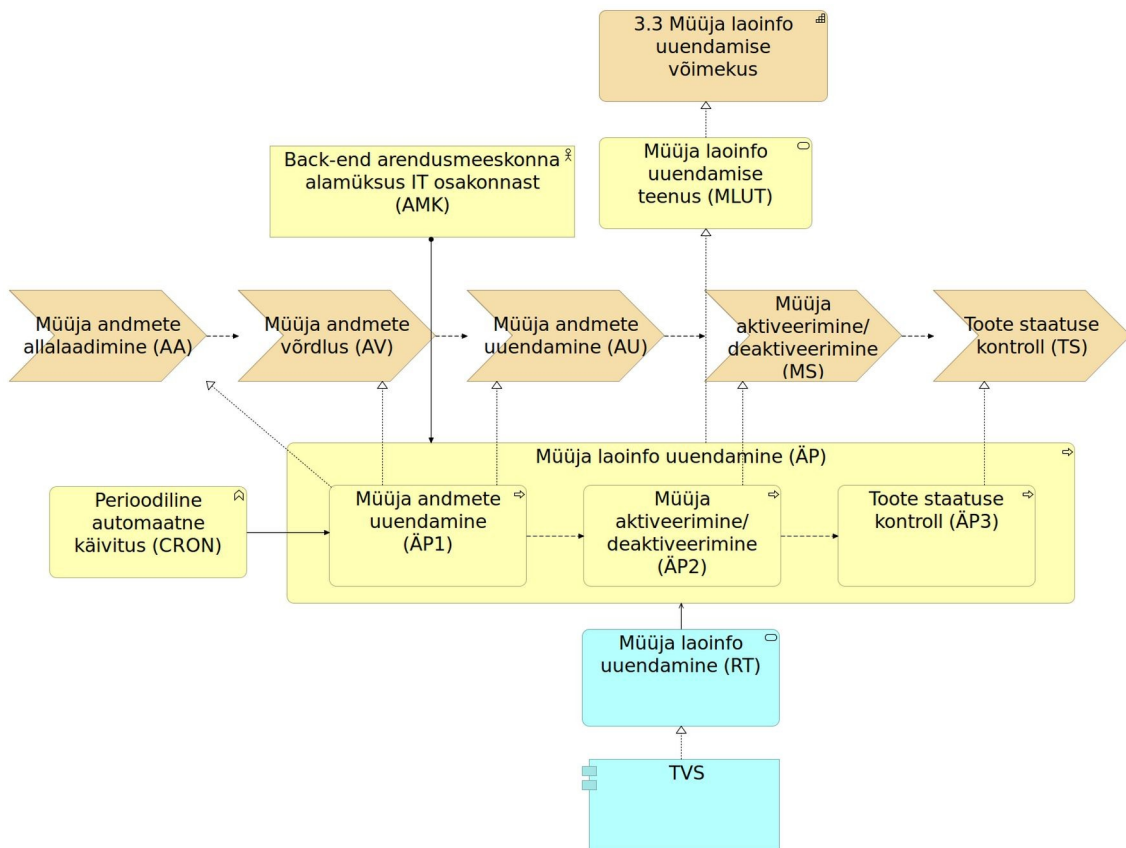 3.3 Müüja laoinfo
uuendamise
võimekus
Back-end arendusmeeskonna
alamüksus IT osakonnast
(AMK)
Müüja laoinfo
uuendamise
teenus (MLUT)
Müüja andmete
allalaadimine (AA)
Müüja andmete
võrdlus (AV)
Müüja andmete
uuendamine (AU)
Müüja
aktiveerimine/
deaktiveerimine
(MS)
Toote staatuse
kontroll (TS)
Müüja laoinfo uuendamine (ÄP)
Perioodiline
automaatne
käivitus (CRON)
Müüja andmete
uuendamine
(ÄP1)
Müüja
aktiveerimine/
deaktiveerimine
(ÄP2)
Toote staatuse
kontroll (ÄP3)
Müüja laoinfo
uuendamine (RT)
TVS